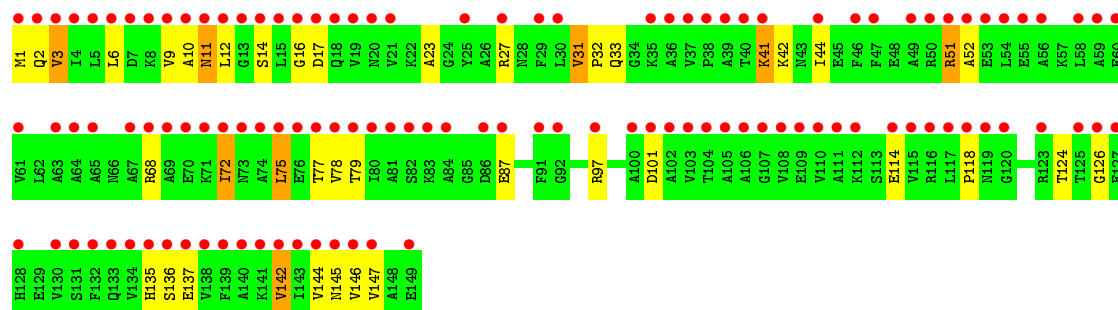 M1 Q2 V3 I4 L5 L6 D7 K8 V9 A10 N11 L12 G13 S14 L15 G16 D17 Q18 V19 N20 V21 K22 A23 G24 Y25 A26 R27 N28 F29 L30 V31 P32 Q33 G34 K35 A36 V37 P38 A39 T40 K41 K42 N43 I44 E45 F46 F47 E48 A49 R50 R51 A52 E53 L54 E55 A56 K57 L58 A59 E60
V61 L62 A63 A64 A65 N66 A67 R68 A69 E70 K71 I72 N73 A74 L75 E76 T77 V78 T79 I80 A81 S82 K83 A84 G85 D86 E87 F91 G92 R97 A100 D101 A102 V103 T104 A105 A106 G107 V108 E109 V110 A111 K112 S113 E114 V115 R116 L117 P118 N119 G120 R123 T124 T125 G126 E127
H128 E129 V130 S131 F132 Q133 V134 H135 S136 E137 V138 F139 A140 K141 V142 I143 V144 N145 V146 V147 A148 E149